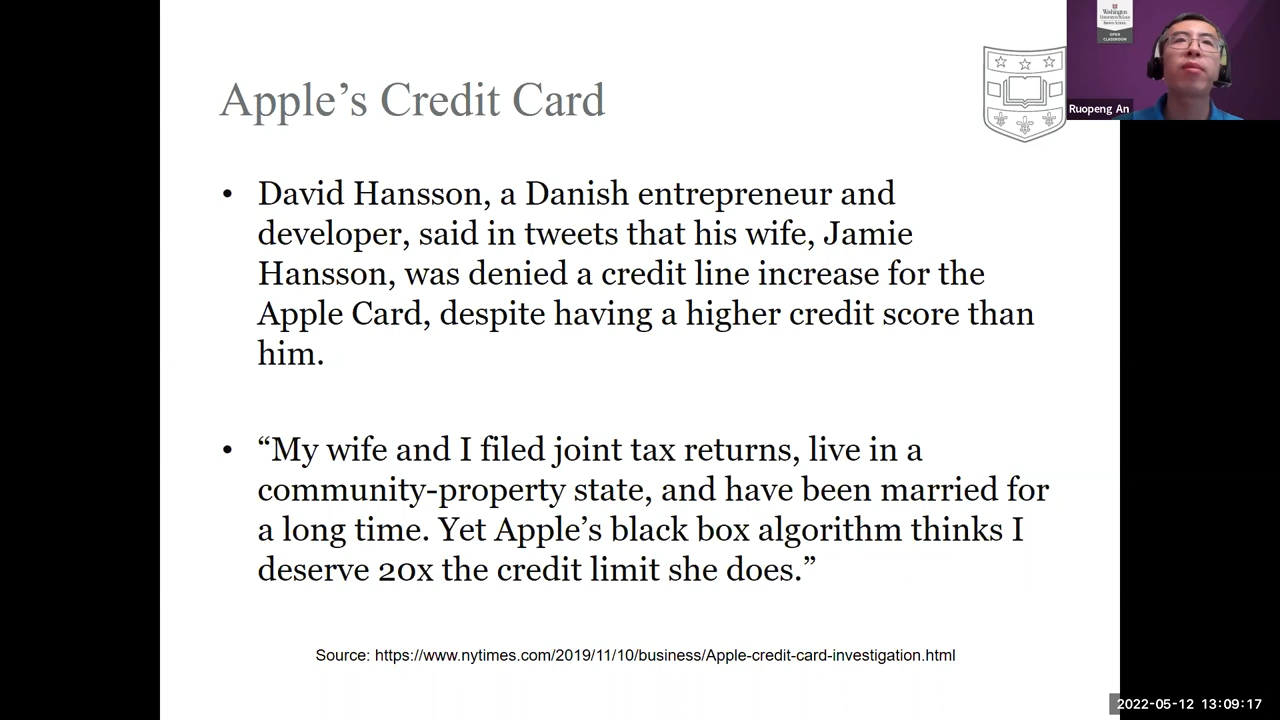 Apple’s Credit Card
• David Hansson, a Danish entrepreneur and
developer, said in tweets that his wife, Jamie
Hansson, was denied a credit line increase for the
Apple Card, despite having a higher credit score than
him.
• “My wife and I filed joint tax returns, live in a
community-property state, and have been married for
a long time. Yet Apple’s black box algorithm thinks I
deserve 20x the credit limit she does.”
Source: https://www.nytimes.com/2019/11/10/business/Apple-credit-card-investigation.html
Washington
OPEN
CLASSROOM
Ruopeng An
2022-05-12 13:09:17